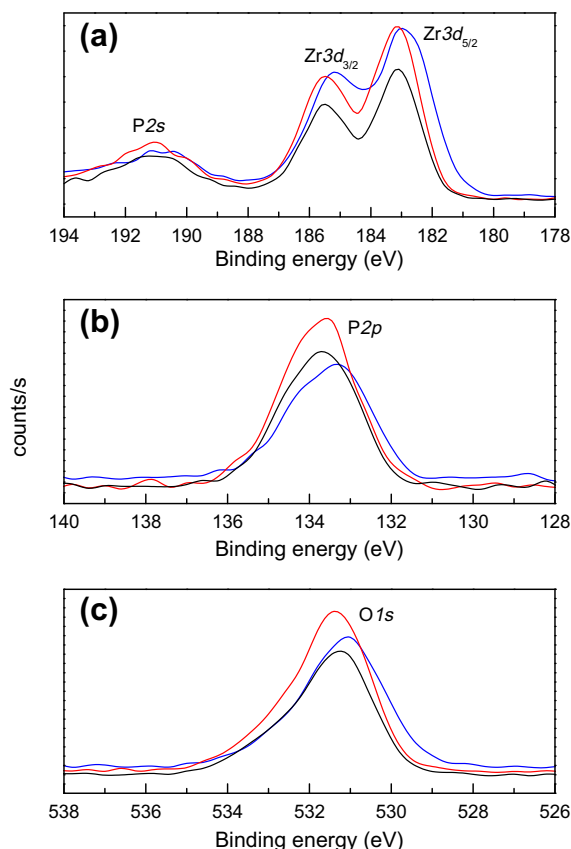 (a)
Zr3d3/2
Zr3d5/2
P2s
194 192 190 188 186 184 182 180 178
Binding energy (eV)
(b)
P2p
counts/s
140 138 136 134 132 130 128
Binding energy (eV)
(c)
O1s
538 536 534 532 530 528 526
Binding energy (eV)